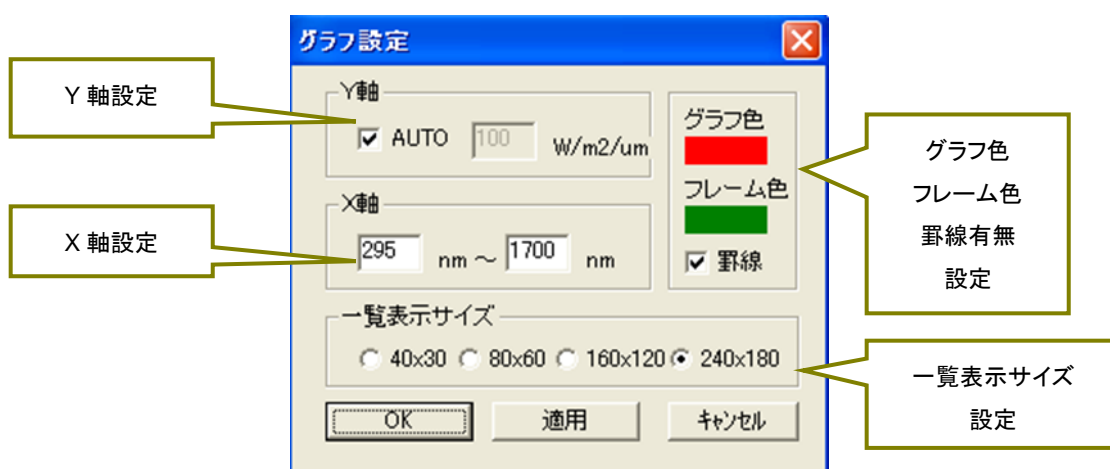 グラフ設定
Y 軸設定
Y軸
AUTO 100 W/m2/um
グラフ色
フレーム色
罫線
X 軸設定
X軸
295 nm ～ 1700 nm
グラフ色
フレーム色
罫線有無
設定
一覧表示サイズ
40x30 80x60 160x120 240x180
一覧表示サイズ
設定
OK 適用 キャンセル